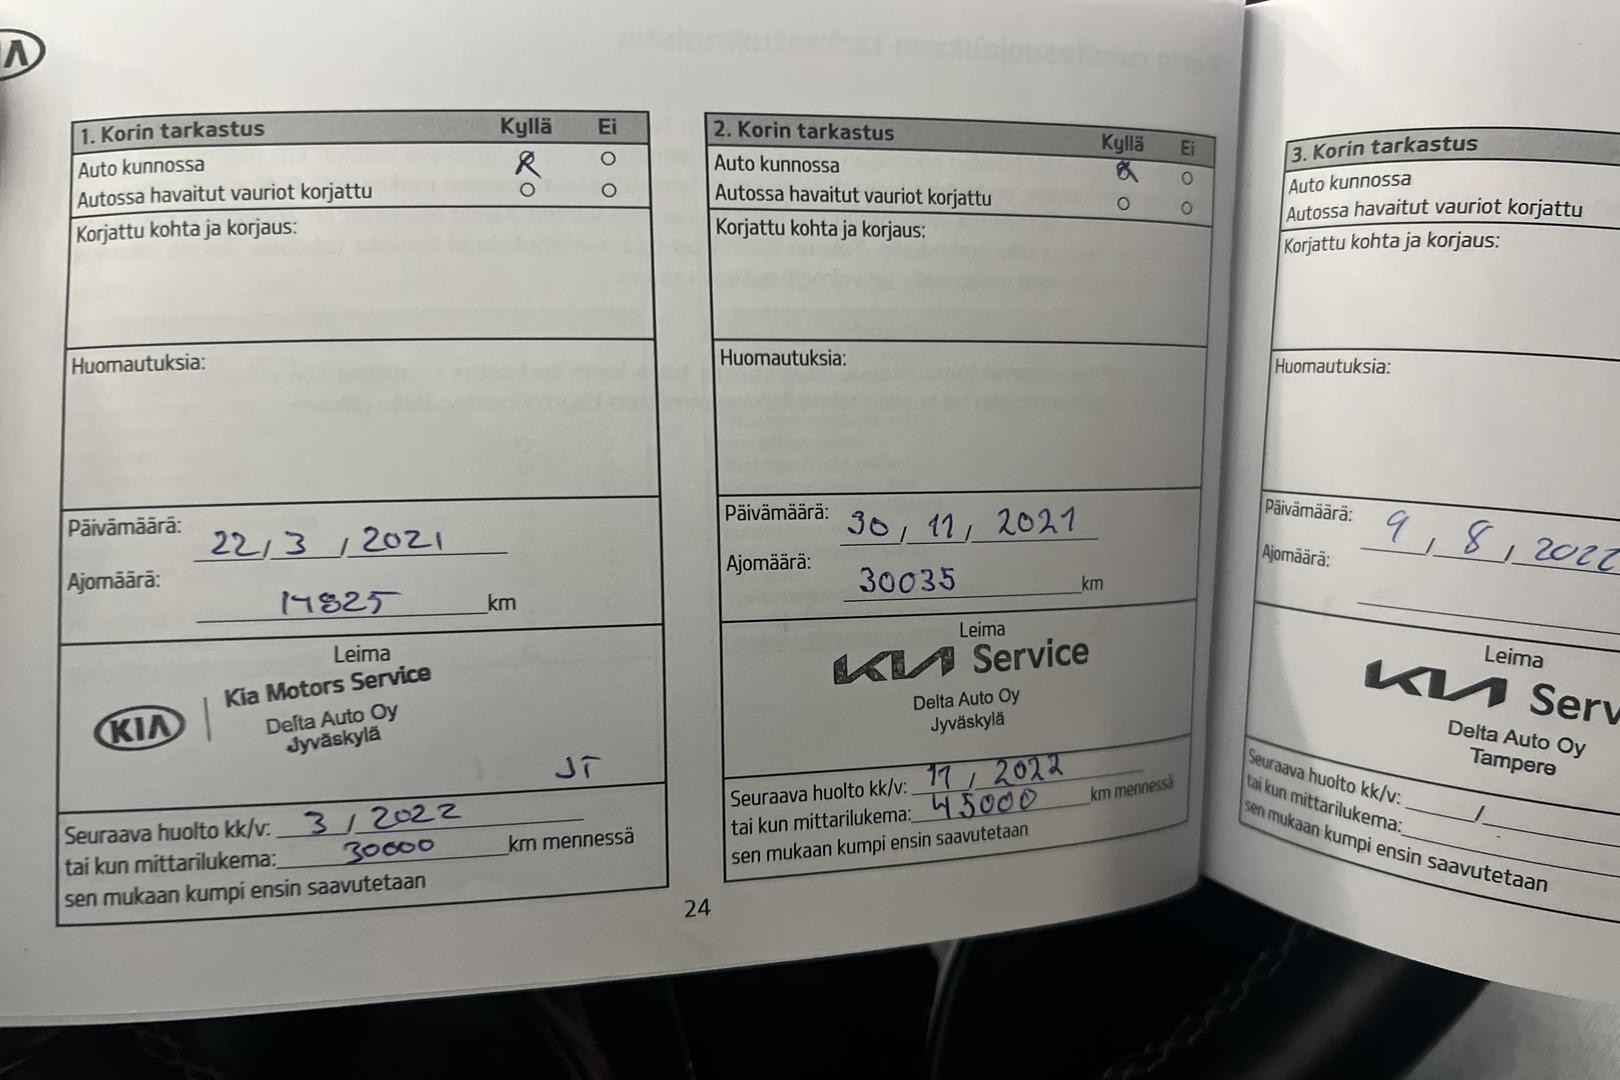 1. Korin tarkastus Kyllä Ei
Auto kunnossa
Autossa havaitut vauriot korjattu
Korjattu kohta ja korjaus:
Huomautuksia:
Päivämäärä: 22 / 3 / 2021
Ajomäärä: 14825 km
Leima
KIA Kia Motors Service
Delta Auto Oy
Jyväskylä
JT
Seuraava huolto kk/v: 3 / 2022
tai kun mittarilukema: 30000 km mennessä
sen mukaan kumpi ensin saavutetaan
2. Korin tarkastus Kyllä Ei
Auto kunnossa
Autossa havaitut vauriot korjattu
Korjattu kohta ja korjaus:
Huomautuksia:
Päivämäärä: 30 / 11 / 2021
Ajomäärä: 30035 km
Leima
KIA Service
Delta Auto Oy
Jyväskylä
Seuraava huolto kk/v: 11 / 2022
tai kun mittarilukema: 45000 km mennessä
sen mukaan kumpi ensin saavutetaan
24
3. Korin tarkastus
Auto kunnossa
Autossa havaitut vauriot korjattu
Korjattu kohta ja korjaus:
Huomautuksia:
Päivämäärä: 9 / 8 / 2022
Ajomäärä:
Leima
KIA Serv
Delta Auto Oy
Tampere
Seuraava huolto kk/v: /
tai kun mittarilukema:
sen mukaan kumpi ensin saavutetaan